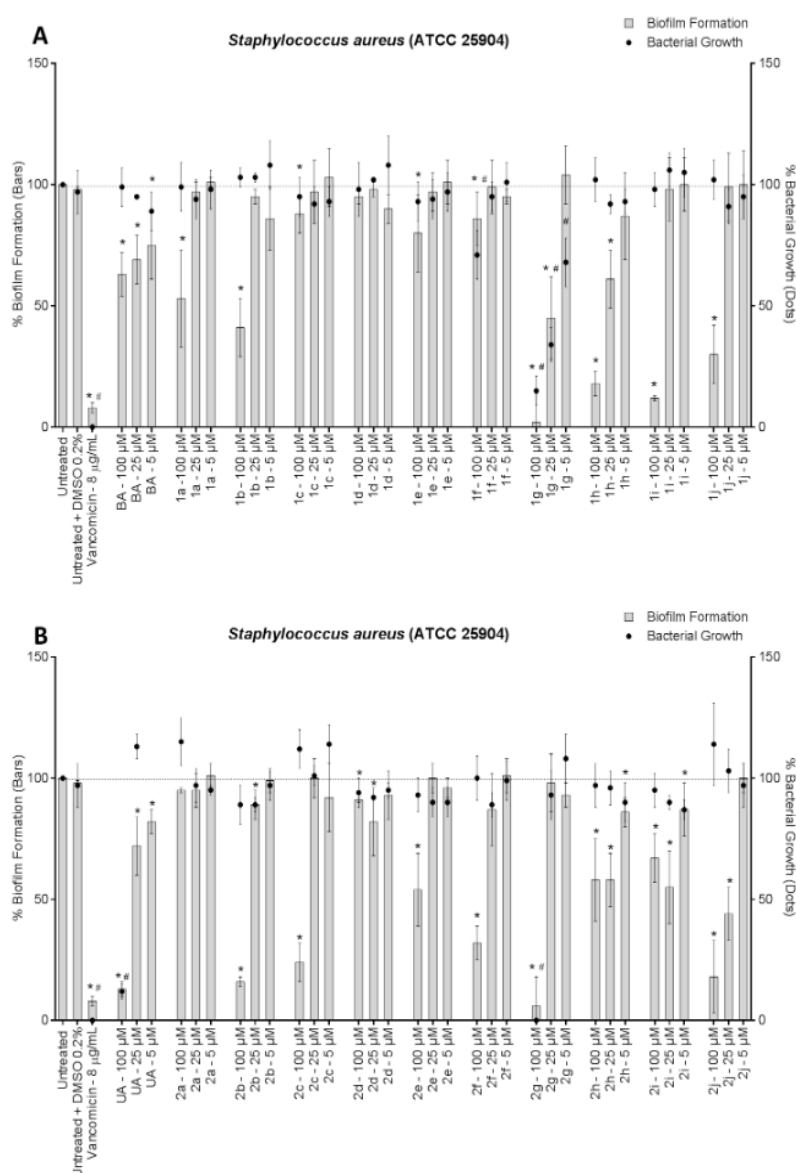 A
Staphylococcus aureus (ATCC 25904)
Biofilm Formation
Bacterial Growth
% Biofilm Formation (Bars)
% Bacterial Growth (Dots)
150
100
50
0
150
100
50
0
* #
* * *
*
*
*
*
* #
* # * # #
* *
*
*
Untreated
Untreated + DMSO 0.2%
Vancomicin - 8 µg/mL
BA - 100 µM
BA - 25 µM
BA - 5 µM
1a -100 µM
1a - 25 µM
1a - 5 µM
1b - 100 µM
1b - 25 µM
1b - 5 µM
1c - 100 µM
1c - 25 µM
1c - 5 µM
1d - 100 µM
1d - 25 µM
1d - 5 µM
1e - 100 µM
1e - 25 µM
1e - 5 µM
1f - 100 µM
1f - 25 µM
1f - 5 µM
1g - 100 µM
1g - 25 µM
1g - 5 µM
1h - 100 µM
1h - 25 µM
1h - 5 µM
1i - 100 µM
1i - 25 µM
1i - 5 µM
1j - 100 µM
1j - 25 µM
1j - 5 µM
B
Staphylococcus aureus (ATCC 25904)
Biofilm Formation
Bacterial Growth
% Biofilm Formation (Bars)
% Bacterial Growth (Dots)
150
100
50
0
150
100
50
0
* #
* # * *
* *
*
* *
*
*
* #
* * *
* * *
* *
Untreated
Untreated + DMSO 0.2%
Vancomicin - 8 µg/mL
UA - 100 µM
UA - 25 µM
UA - 5 µM
2a - 100 µM
2a - 25 µM
2a - 5 µM
2b - 100 µM
2b - 25 µM
2b - 5 µM
2c - 100 µM
2c - 25 µM
2c - 5 µM
2d - 100 µM
2d - 25 µM
2d - 5 µM
2e - 100 µM
2e - 25 µM
2e - 5 µM
2f - 100 µM
2f - 25 µM
2f - 5 µM
2g - 100 µM
2g - 25 µM
2g - 5 µM
2h - 100 µM
2h - 25 µM
2h - 5 µM
2i - 100 µM
2i - 25 µM
2i - 5 µM
2j - 100 µM
2j - 25 µM
2j - 5 µM